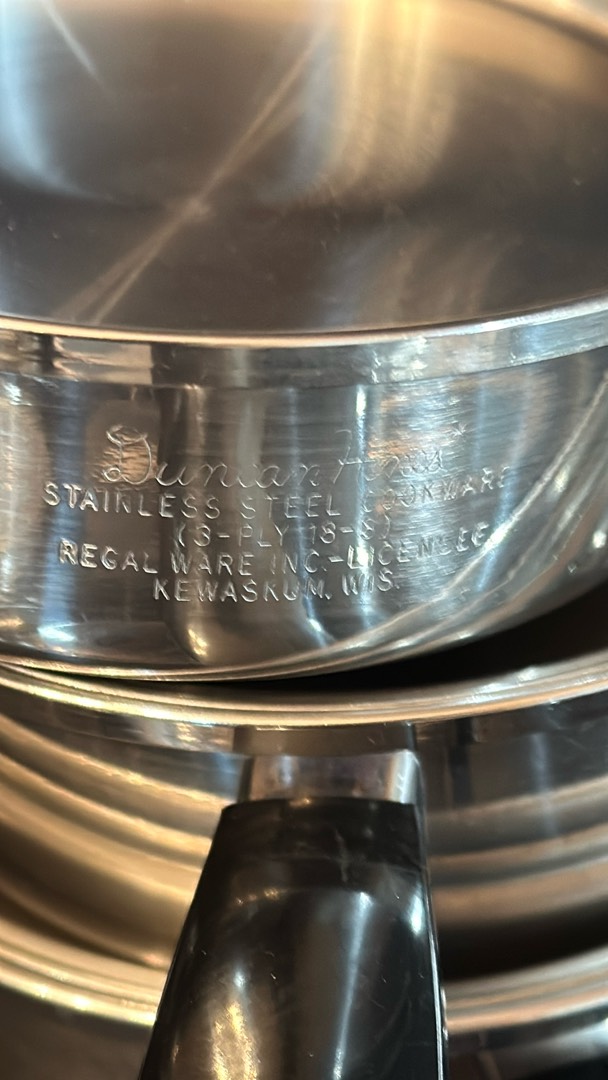 Duncan Hines
STAINLESS STEEL COOKWARE
(3-PLY 18-8)
REGAL WARE INC.-LICENSEE
KEWASKUM, WIS.